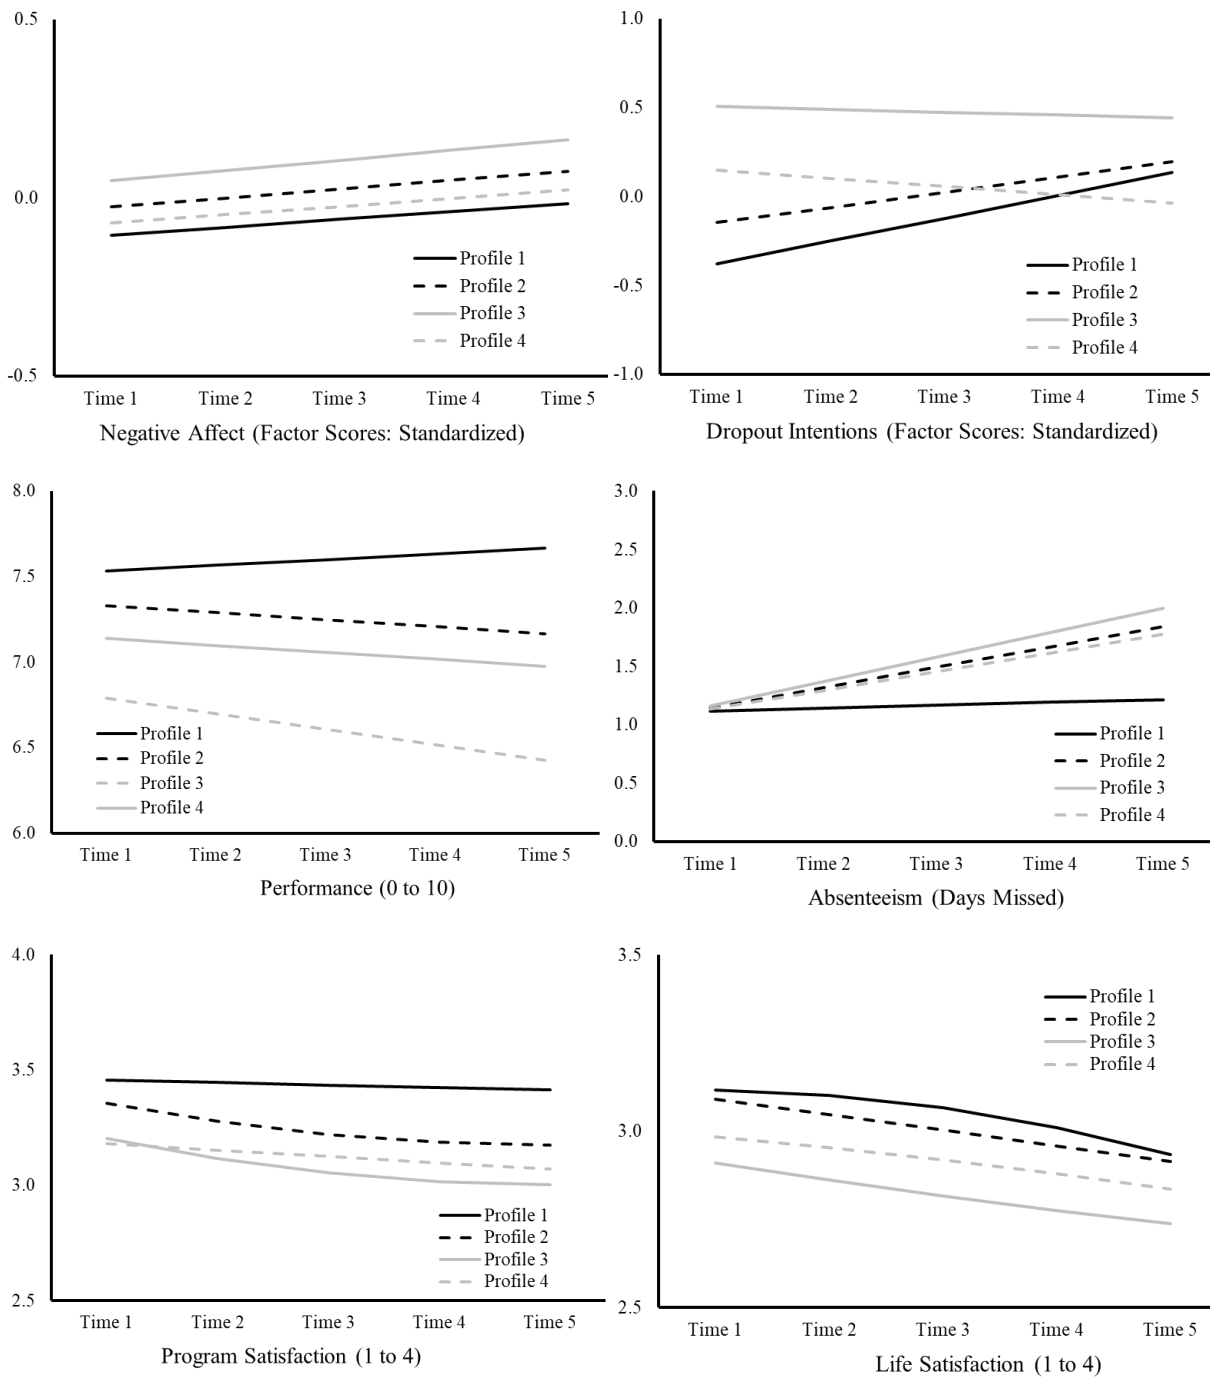 0.5
0.0
-0.5
Profile 1
Profile 2
Profile 3
Profile 4
Time 1 Time 2 Time 3 Time 4 Time 5
Negative Affect (Factor Scores: Standardized)
1.0
0.5
0.0
-0.5
-1.0
Profile 1
Profile 2
Profile 3
Profile 4
Time 1 Time 2 Time 3 Time 4 Time 5
Dropout Intentions (Factor Scores: Standardized)
8.0
7.5
7.0
6.5
6.0
Profile 1
Profile 2
Profile 3
Profile 4
Time 1 Time 2 Time 3 Time 4 Time 5
Performance (0 to 10)
3.0
2.5
2.0
1.5
1.0
0.5
0.0
Profile 1
Profile 2
Profile 3
Profile 4
Time 1 Time 2 Time 3 Time 4 Time 5
Absenteeism (Days Missed)
4.0
3.5
3.0
2.5
Profile 1
Profile 2
Profile 3
Profile 4
Time 1 Time 2 Time 3 Time 4 Time 5
Program Satisfaction (1 to 4)
3.5
3.0
2.5
Profile 1
Profile 2
Profile 3
Profile 4
Time 1 Time 2 Time 3 Time 4 Time 5
Life Satisfaction (1 to 4)